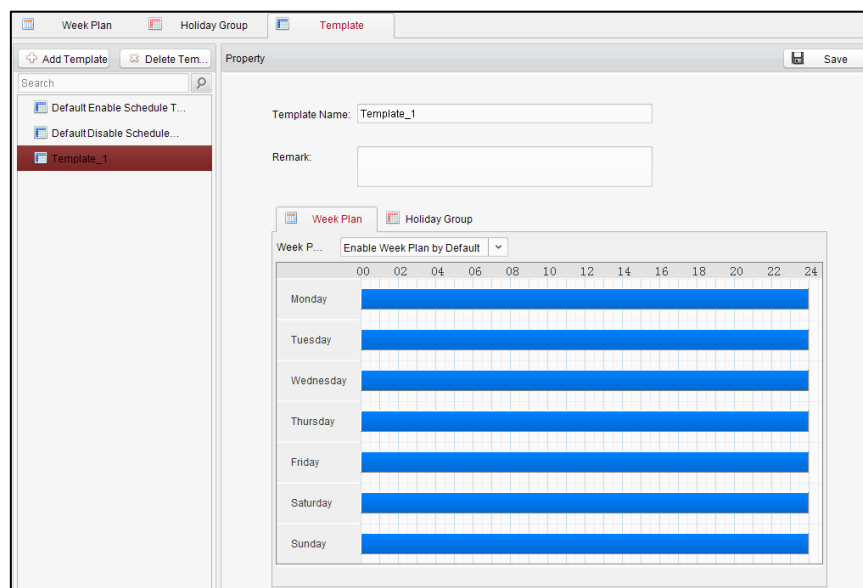 Week Plan Holiday Group Template
Add Template Delete Tem... Property Save
Search
Default Enable Schedule T...
Default Disable Schedule...
Template_1
Template Name: Template_1
Remark:
Week Plan Holiday Group
Week P... Enable Week Plan by Default
00 02 04 06 08 10 12 14 16 18 20 22 24
Monday
Tuesday
Wednesday
Thursday
Friday
Saturday
Sunday